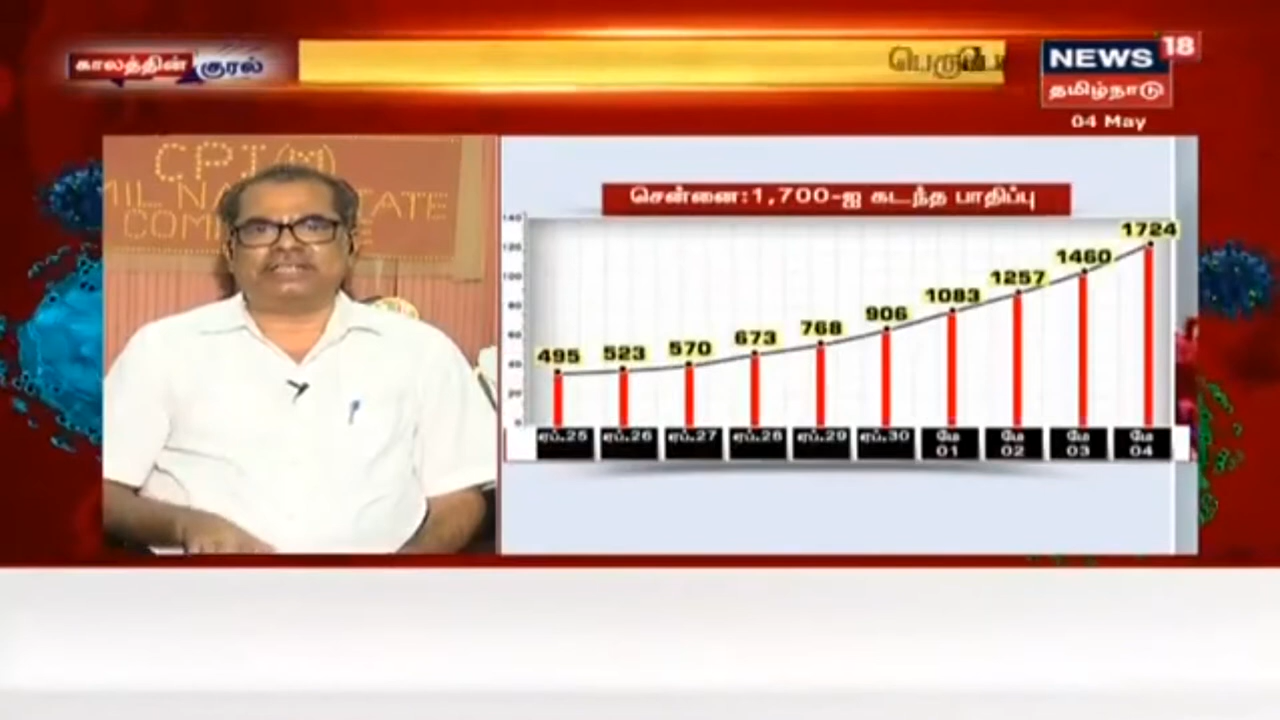 காலத்தின்
குரல்
NEWS 18
தமிழ்நாடு
04 May
CPI(M)
COM
சென்னை:1,700-ஐ கடந்த பாதிப்பு
140
120
100
80
60
40
20
0
495 523 570 673 768 906 1083 1257 1460 1724
ஏப்.25 ஏப்.26 ஏப்.27 ஏப்.28 ஏப்.29 ஏப்.30 மே 01 மே 02 மே 03 மே 04